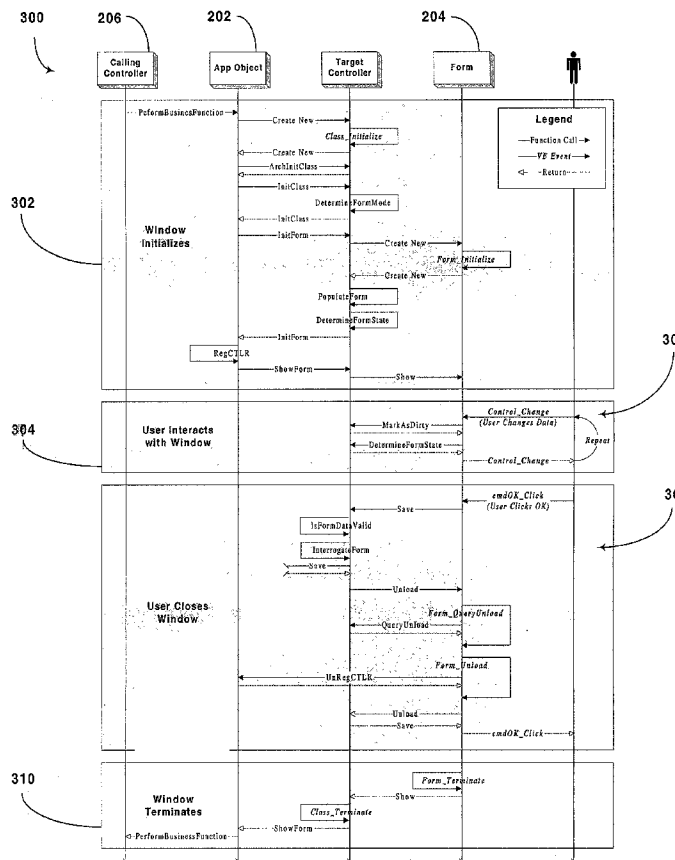 300
206
202
204
Calling
Controller
App Object
Target
Controller
Form
PerformBusinesFunction
Create New
Class_Initialize
Create New
ArchInitClass
InitClass
DetermineFormMode
InitClass
InitForm
Create New
Form_Initialize
Create New
PopulateForm
DetermineFormState
InitForm
RegCTLR
ShowForm
Show
Legend
Function Call
VB Event
Return
302
Window
Initializes
30
304
User Interacts
with Window
Control_Change
(User Changes Data)
MarkAsDirty
Repeat
DetermineFormState
Control_Change
30
cmdOK_Click
(User Clicks OK)
Save
IsFormDataValid
InterrogateForm
Save
Unload
User Closes
Window
Form_QueryUnload
QueryUnload
Form_Unload
UnRegCTLR
Unload
Save
cmdOK_Click
310
Window
Terminates
Form_Terminate
Show
Class_Terminate
ShowForm
PerformBusinessFunction